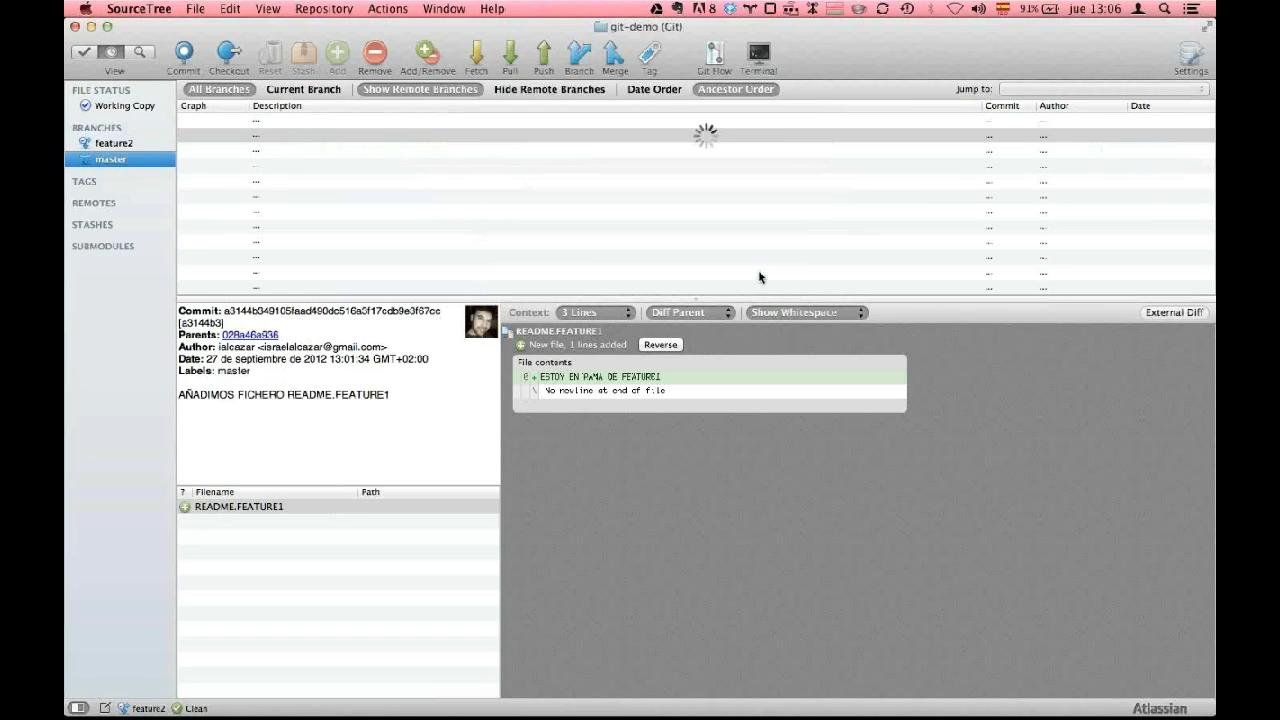 SourceTree File Edit View Repository Actions Window Help 8 91% jue 13:06
git-demo (Git)
View Commit Checkout Reset Stash Add Remove Add/Remove Fetch Pull Push Branch Merge Tag Git Flow Terminal Settings
FILE STATUS
Working Copy
BRANCHES
feature2
master
TAGS
REMOTES
STASHES
SUBMODULES
All Branches Current Branch Show Remote Branches Hide Remote Branches Date Order Ancestor Order Jump to:
Graph Description Commit Author Date
Commit: a3144b349105faad490dc516a3f17cdb9e3f67cc
[a3144b3]
Parents: 028a46a936
Author: ialcazar <israelalcazar@gmail.com>
Date: 27 de septiembre de 2012 13:01:34 GMT+02:00
Labels: master
AÑADIMOS FICHERO README.FEATURE1
? Filename Path
README.FEATURE1
Context: 3 Lines Diff Parent Show Whitespace External Diff
README.FEATURE1
New file, 1 lines added Reverse
File contents
0 + ESTOY EN RAMA DE FEATURE1
\ No newline at end of file
feature2 Clean
Atlassian